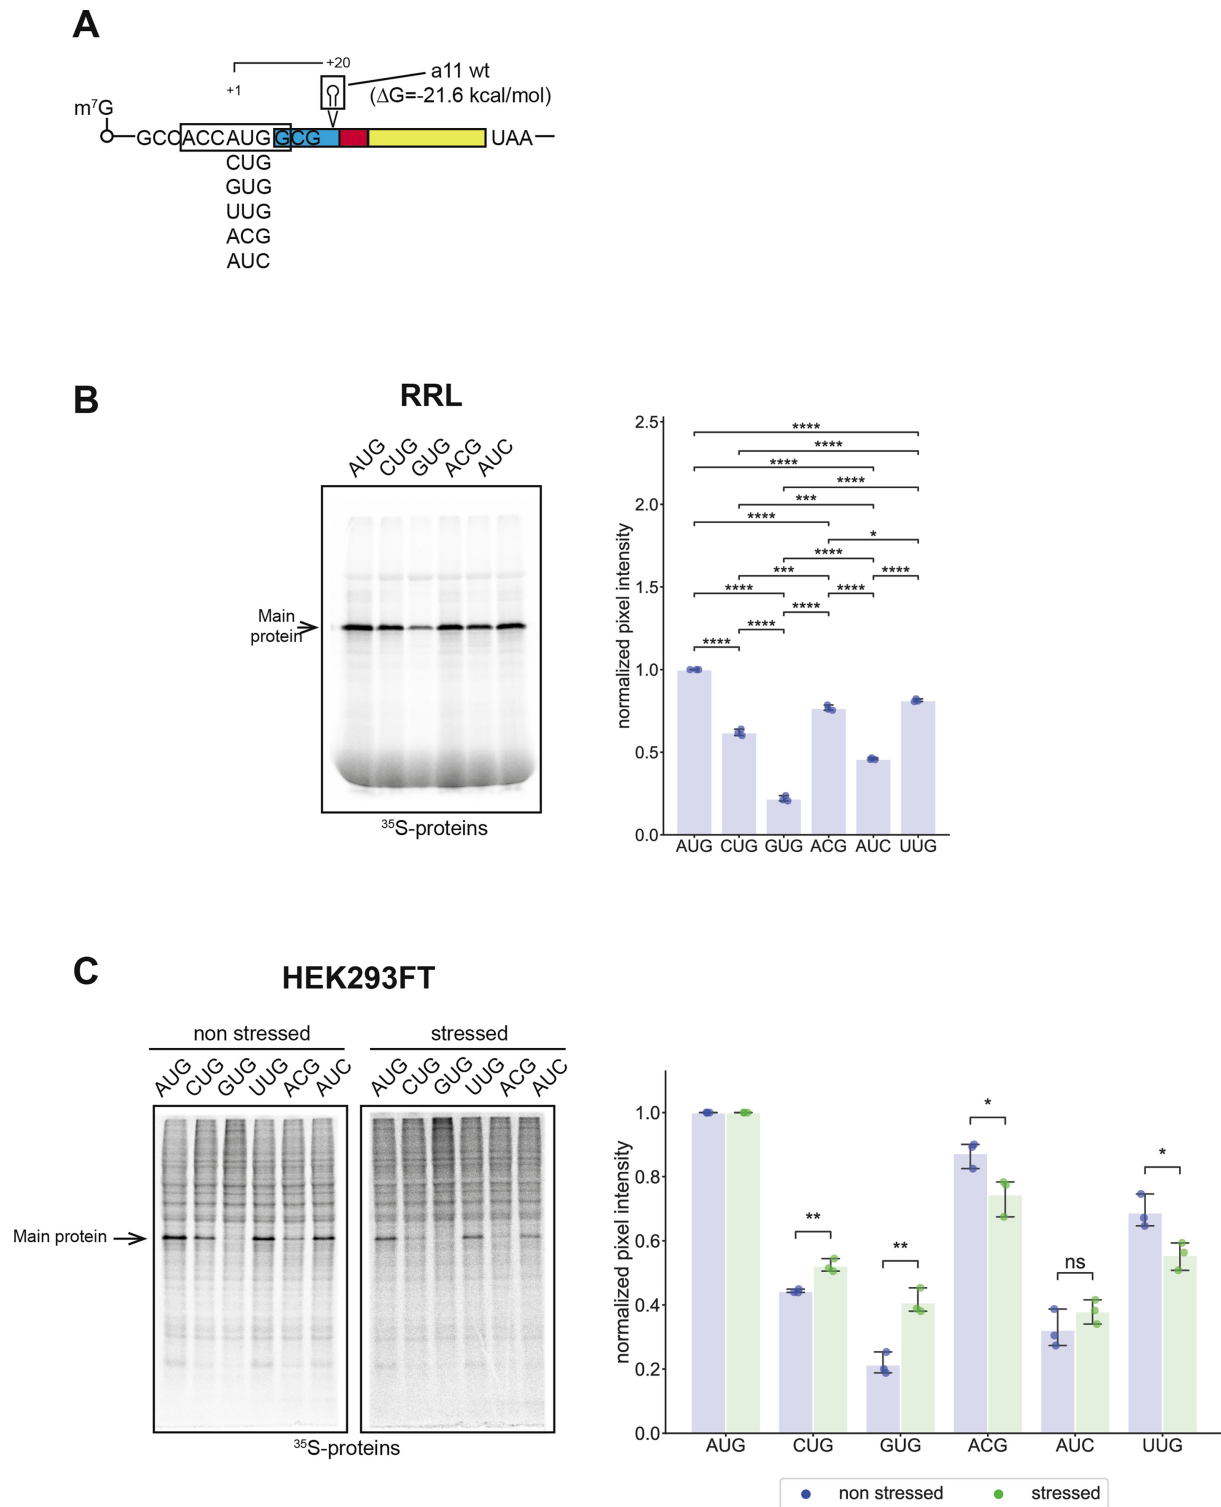 A
+20
+1
a11 wt
(ΔG=-21.6 kcal/mol)
m7G
GCCACCAUGGCG UAA
CUG
GUG
UUG
ACG
AUC
B
RRL
AUG CUG GUG ACG AUC
Main
protein
35S-proteins
normalized pixel intensity
2.5
2.0
1.5
1.0
0.5
0.0
****
****
****
****
***
****
*
****
***
****
****
****
****
****
****
AUG CUG GUG ACG AUC UUG
C
HEK293FT
non stressed stressed
AUG CUG GUG UUG ACG AUC AUG CUG GUG UUG ACG AUC
Main protein
35S-proteins
normalized pixel intensity
1.0
0.8
0.6
0.4
0.2
0.0
**
**
*
ns
*
AUG CUG GUG ACG AUC UUG
non stressed stressed